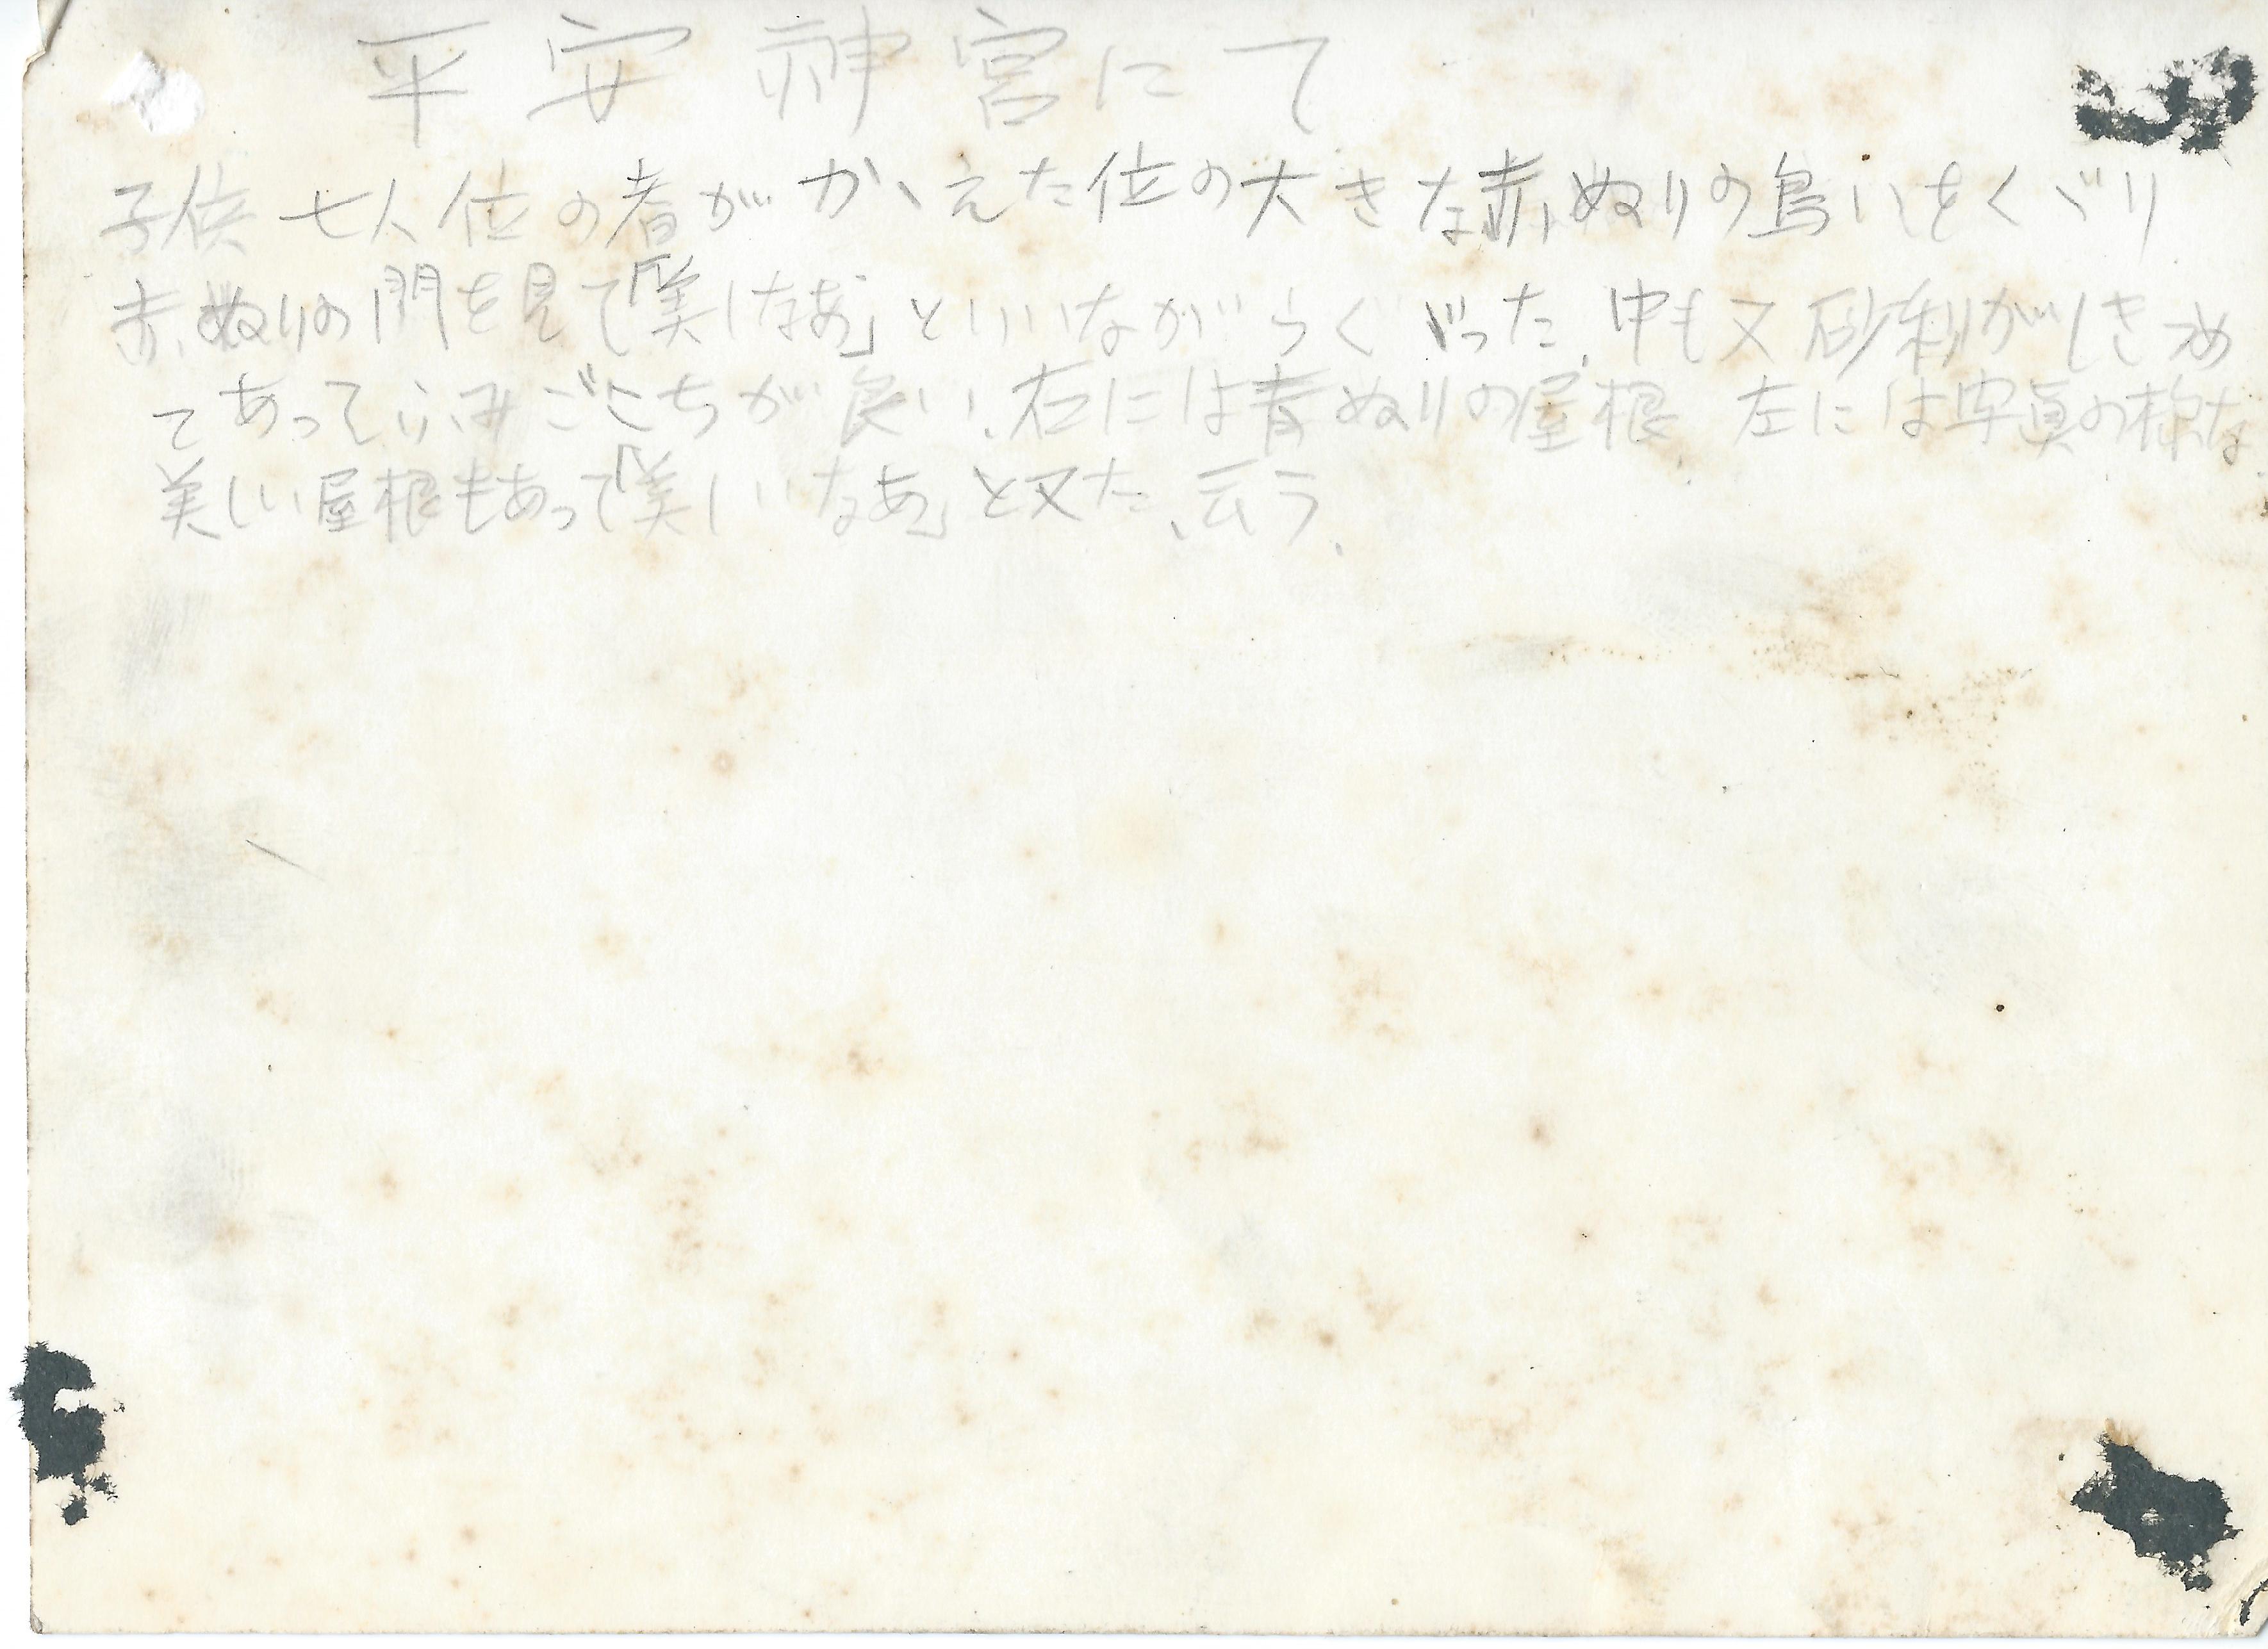 平安神宮にて
子供七人位の者がかゝえた位の大きな赤ぬりの鳥いをくぐり
赤ぬりの門を見て「美しなあ」といいながらくぐった、中も又砂利がしきつめ
てあってふみごこちが良い、右には青ぬりの屋根、左には写真の様な
美しい屋根もあって「美しいなあ」と又た、云う、